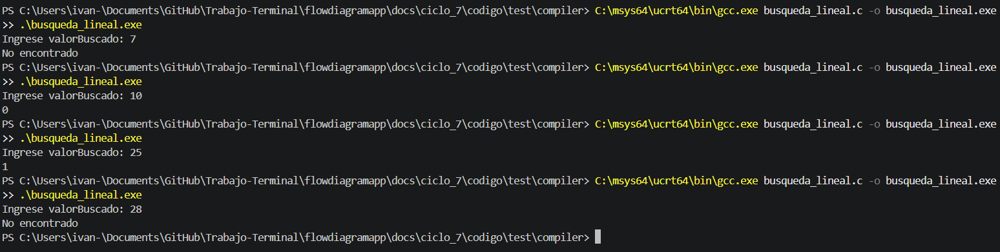 PS C:\Users\ivan-\Documents\GitHub\Trabajo-Terminal\flowdiagramapp\docs\ciclo_7\codigo\test\compiler> C:\msys64\ucrt64\bin\gcc.exe busqueda_lineal.c -o busqueda_lineal.exe
>> .\busqueda_lineal.exe
Ingrese valorBuscado: 7
No encontrado
PS C:\Users\ivan-\Documents\GitHub\Trabajo-Terminal\flowdiagramapp\docs\ciclo_7\codigo\test\compiler> C:\msys64\ucrt64\bin\gcc.exe busqueda_lineal.c -o busqueda_lineal.exe
>> .\busqueda_lineal.exe
Ingrese valorBuscado: 10
0
PS C:\Users\ivan-\Documents\GitHub\Trabajo-Terminal\flowdiagramapp\docs\ciclo_7\codigo\test\compiler> C:\msys64\ucrt64\bin\gcc.exe busqueda_lineal.c -o busqueda_lineal.exe
>> .\busqueda_lineal.exe
Ingrese valorBuscado: 25
1
PS C:\Users\ivan-\Documents\GitHub\Trabajo-Terminal\flowdiagramapp\docs\ciclo_7\codigo\test\compiler> C:\msys64\ucrt64\bin\gcc.exe busqueda_lineal.c -o busqueda_lineal.exe
>> .\busqueda_lineal.exe
Ingrese valorBuscado: 28
No encontrado
PS C:\Users\ivan-\Documents\GitHub\Trabajo-Terminal\flowdiagramapp\docs\ciclo_7\codigo\test\compiler>